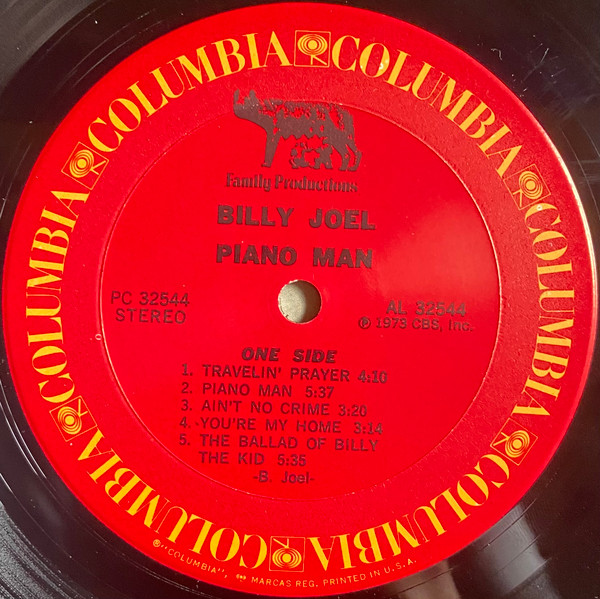 COLUMBIA COLUMBIA COLUMBIA COLUMBIA COLUMBIA COLUMBIA
Family Productions
BILLY JOEL
PIANO MAN
PC 32544
STEREO
AL 32544
℗ 1973 CBS, Inc.
ONE SIDE
1. TRAVELIN' PRAYER 4:16
2. PIANO MAN 5:37
3. AIN'T NO CRIME 3:20
4. YOU'RE MY HOME 3:14
5. THE BALLAD OF BILLY
THE KID 5:35
-B. Joel-
®"COLUMBIA", MARCAS REG. PRINTED IN U.S.A.